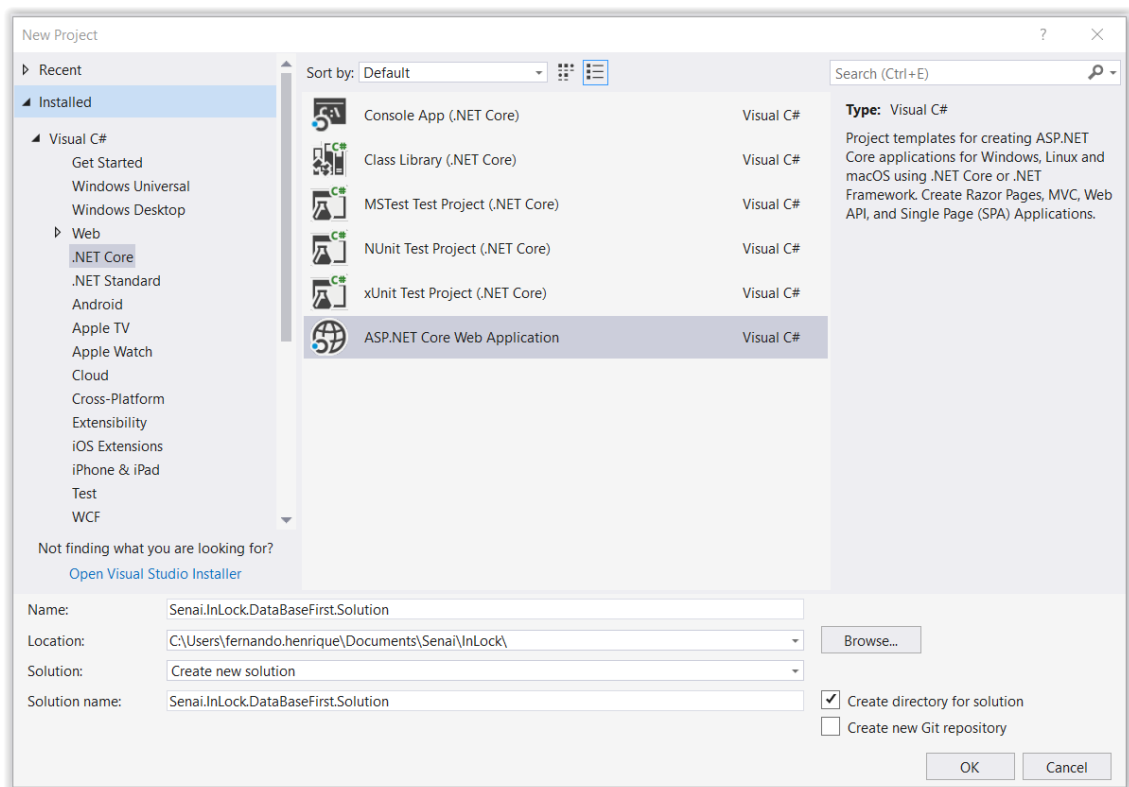 New Project
?
Recent
Installed
Visual C#
Get Started
Windows Universal
Windows Desktop
Web
.NET Core
.NET Standard
Android
Apple TV
Apple Watch
Cloud
Cross-Platform
Extensibility
iOS Extensions
iPhone & iPad
Test
WCF
Not finding what you are looking for?
Open Visual Studio Installer
Sort by: Default
Console App (.NET Core) Visual C#
Class Library (.NET Core) Visual C#
MSTest Test Project (.NET Core) Visual C#
NUnit Test Project (.NET Core) Visual C#
xUnit Test Project (.NET Core) Visual C#
ASP.NET Core Web Application Visual C#
Search (Ctrl+E)
Type: Visual C#
Project templates for creating ASP.NET
Core applications for Windows, Linux and
macOS using .NET Core or .NET
Framework. Create Razor Pages, MVC, Web
API, and Single Page (SPA) Applications.
Name: Senai.InLock.DataBaseFirst.Solution
Location: C:\Users\fernando.henrique\Documents\Senai\InLock\
Browse...
Solution: Create new solution
Solution name: Senai.InLock.DataBaseFirst.Solution
Create directory for solution
Create new Git repository
OK Cancel